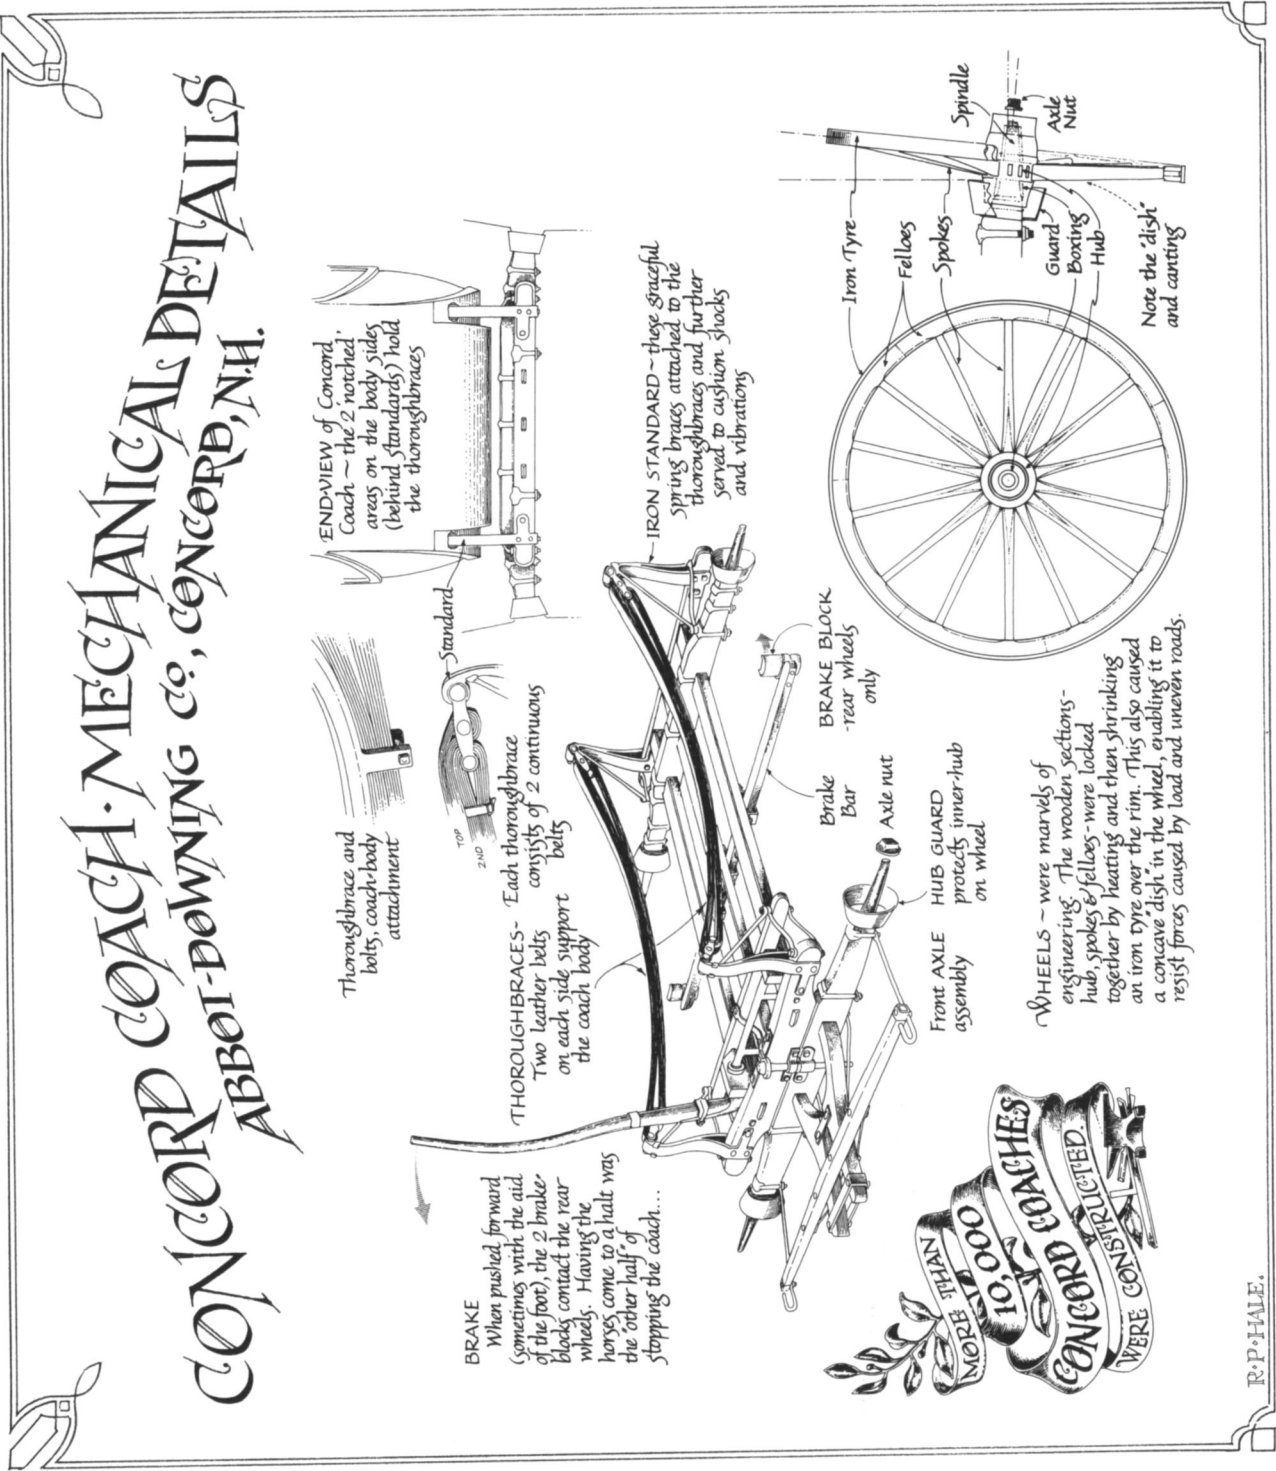 CONCORD COACH · MECHANICAL DETAILS
ABBOT-DOWNING Co., CONCORD, N.H.
END-VIEW of Concord
Coach ~ the 2 'notched'
areas on the body sides
(behind standards) hold
the thoroughbraces
Thoroughbrace and
belts, coach-body
attachment
Standard
TOP
2ND
THOROUGHBRACES-
Two leather belts
on each side support
the coach body
Each thoroughbrace
consists of 2 continuous
belts
IRON STANDARD ~ these graceful
spring braces attached to the
thoroughbraces and further
served to cushion shocks
and vibrations
BRAKE
When pushed forward
(sometimes with the aid
of the foot), the 2 brake-
blocks contact the rear
wheels. Having the
horses come to a halt was
the "other half" of
stopping the coach...
BRAKE BLOCK
-rear wheels
only
Brake
Bar
Axle nut
HUB GUARD
protects inner-hub
on wheel
Front AXLE
assembly
Iron Tyre
Felloes
Spokes
Spindle
Axle
Nut
Guard
Boxing
Hub
Note the "dish"
and canting
WHEELS ~ were marvels of
engineering. The wooden sections-
hub, spokes & felloes - were locked
together by heating and then shrinking
an iron tyre over the rim. This also caused
a concave "dish" in the wheel, enabling it to
resist forces caused by load and uneven roads.
MORE THAN
10,000
CONCORD COACHES
WERE CONSTRUCTED.
R·P·HALE.